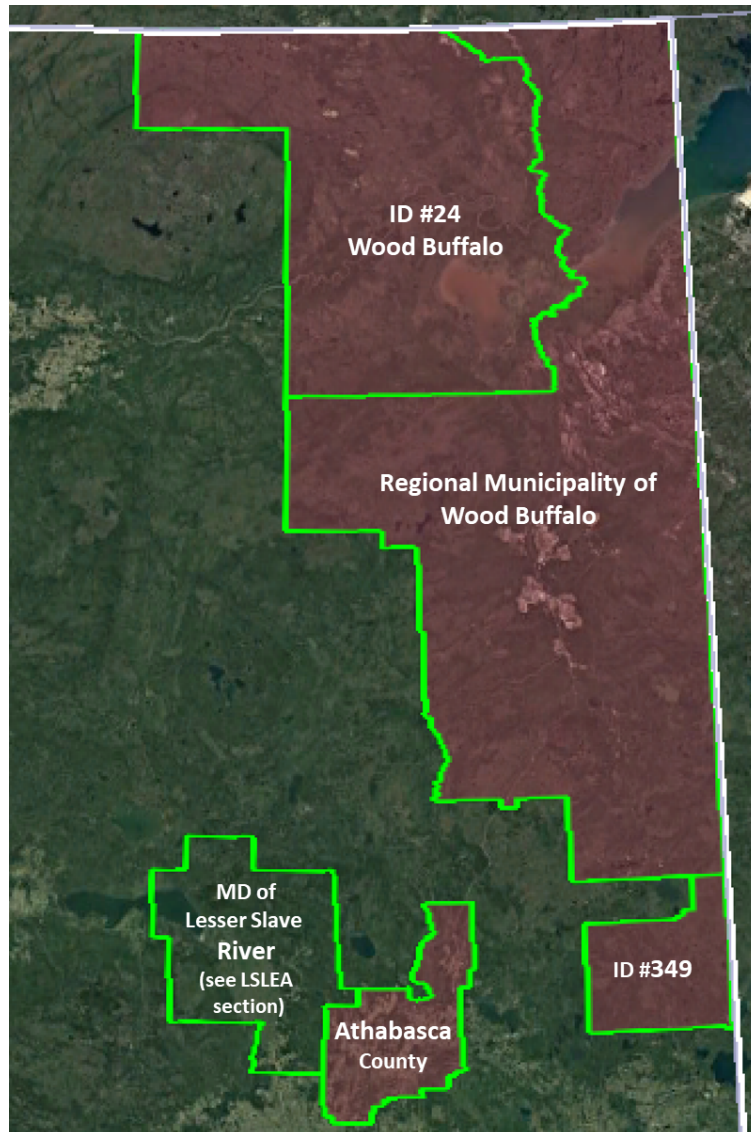 ID #24
Wood Buffalo
Regional Municipality of
Wood Buffalo
MD of
Lesser Slave
River
(see LSLEA
section)
ID #349
Athabasca
County